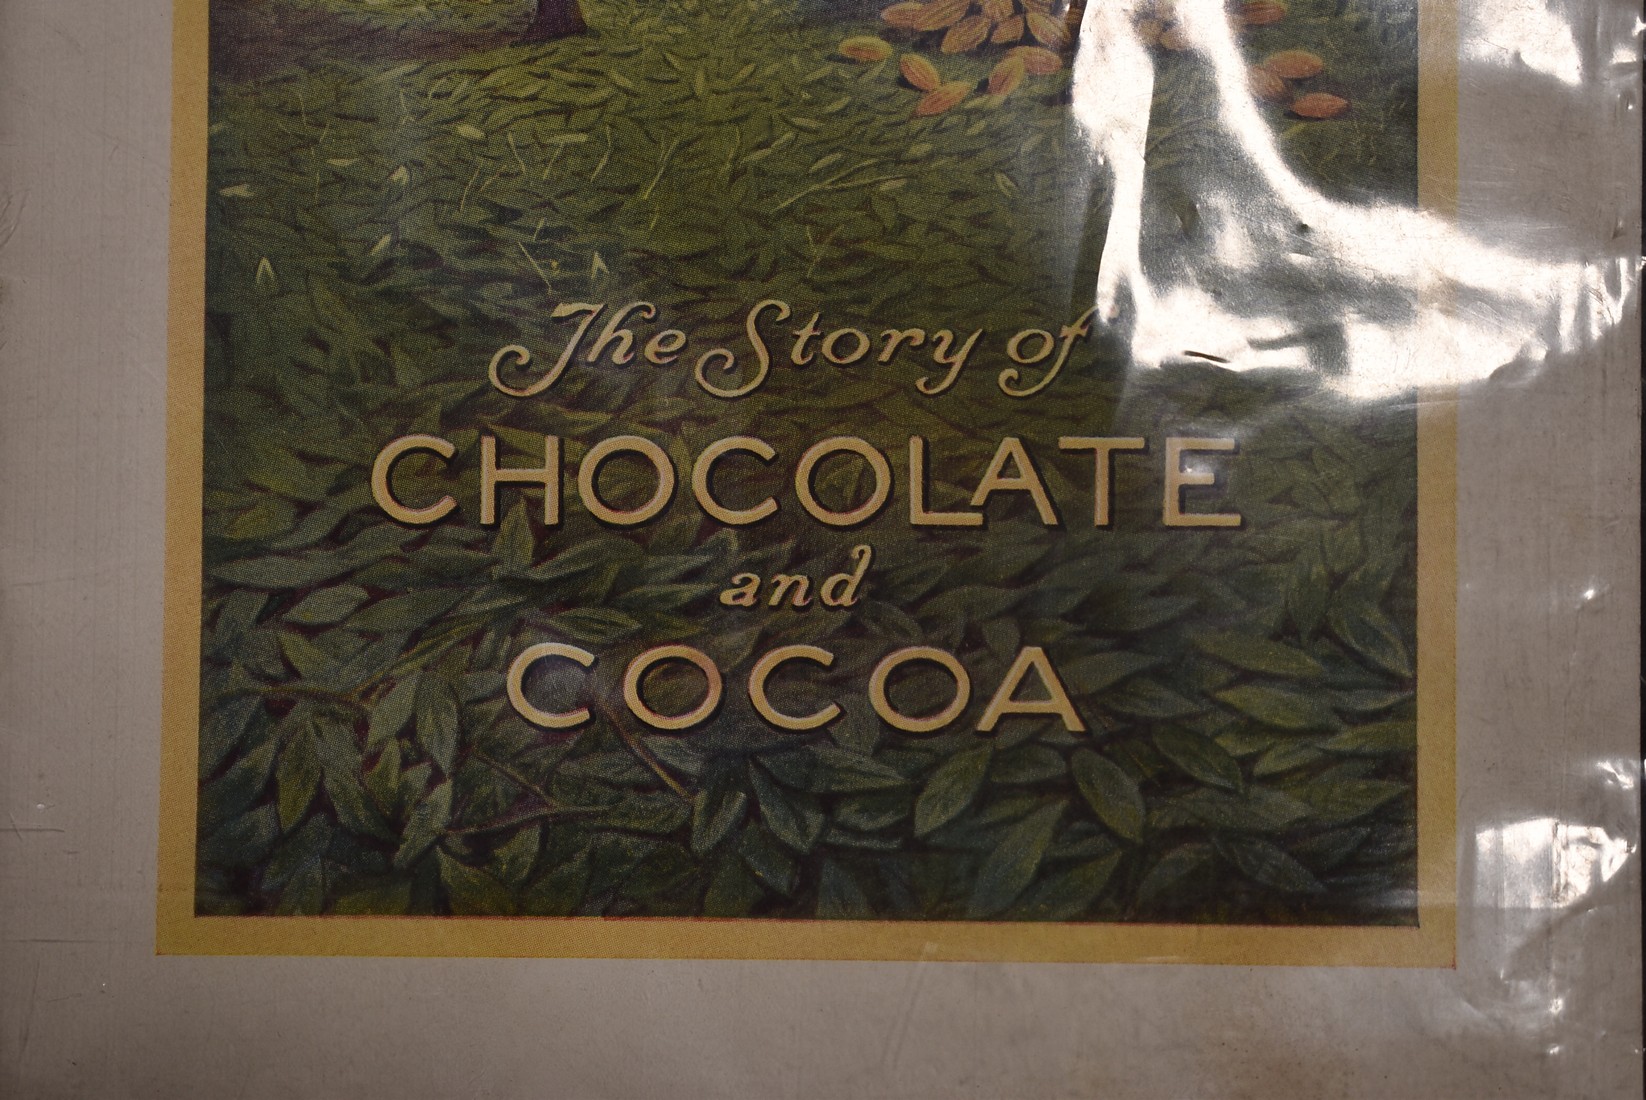 The Story of
CHOCOLATE
and
COCOA